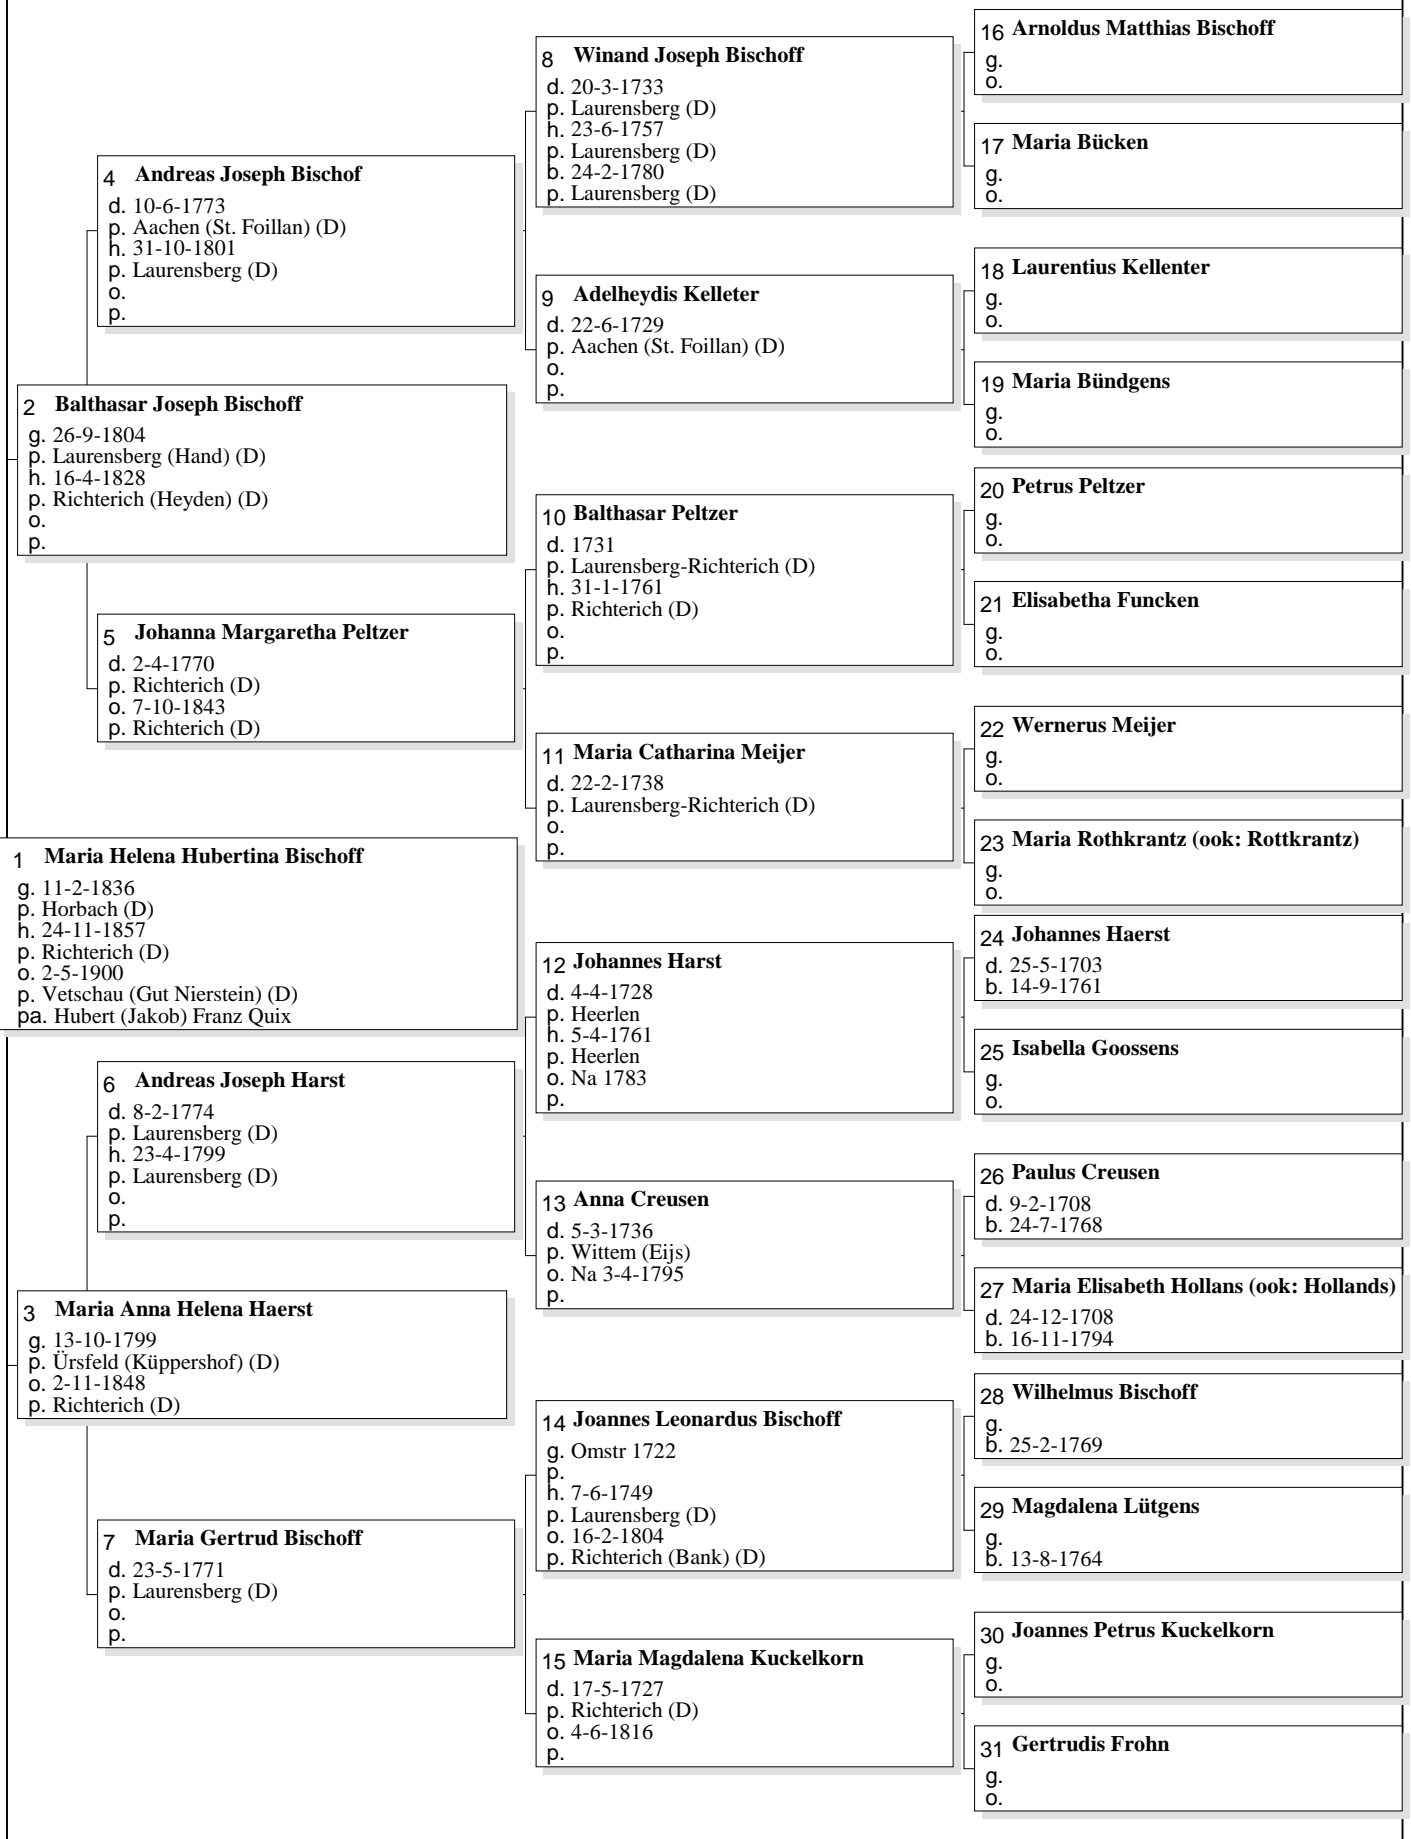 16 Arnoldus Matthias Bischoff
g.
o.
8 Winand Joseph Bischoff
d. 20-3-1733
p. Laurensberg (D)
h. 23-6-1757
p. Laurensberg (D)
b. 24-2-1780
p. Laurensberg (D)
17 Maria Bücken
g.
o.
4 Andreas Joseph Bischof
d. 10-6-1773
p. Aachen (St. Foillan) (D)
h. 31-10-1801
p. Laurensberg (D)
o.
p.
18 Laurentius Kellenter
g.
o.
9 Adelheydis Kelleter
d. 22-6-1729
p. Aachen (St. Foillan) (D)
o.
p.
19 Maria Bündgens
g.
o.
2 Balthasar Joseph Bischoff
g. 26-9-1804
p. Laurensberg (Hand) (D)
h. 16-4-1828
p. Richterich (Heyden) (D)
o.
p.
20 Petrus Peltzer
g.
o.
10 Balthasar Peltzer
d. 1731
p. Laurensberg-Richterich (D)
h. 31-1-1761
p. Richterich (D)
o.
p.
21 Elisabetha Funcken
g.
o.
5 Johanna Margaretha Peltzer
d. 2-4-1770
p. Richterich (D)
o. 7-10-1843
p. Richterich (D)
22 Wernerus Meijer
g.
o.
11 Maria Catharina Meijer
d. 22-2-1738
p. Laurensberg-Richterich (D)
o.
p.
23 Maria Rothkrantz (ook: Rottkrantz)
g.
o.
1 Maria Helena Hubertina Bischoff
g. 11-2-1836
p. Horbach (D)
h. 24-11-1857
p. Richterich (D)
o. 2-5-1900
p. Vetschau (Gut Nierstein) (D)
pa. Hubert (Jakob) Franz Quix
24 Johannes Haerst
d. 25-5-1703
b. 14-9-1761
12 Johannes Harst
d. 4-4-1728
p. Heerlen
h. 5-4-1761
p. Heerlen
o. Na 1783
p.
25 Isabella Goossens
g.
o.
6 Andreas Joseph Harst
d. 8-2-1774
p. Laurensberg (D)
h. 23-4-1799
p. Laurensberg (D)
o.
p.
26 Paulus Creusen
d. 9-2-1708
b. 24-7-1768
13 Anna Creusen
d. 5-3-1736
p. Wittem (Eijs)
o. Na 3-4-1795
p.
27 Maria Elisabeth Hollans (ook: Hollands)
d. 24-12-1708
b. 16-11-1794
3 Maria Anna Helena Haerst
g. 13-10-1799
p. Ürsfeld (Küppershof) (D)
o. 2-11-1848
p. Richterich (D)
28 Wilhelmus Bischoff
g.
b. 25-2-1769
14 Joannes Leonardus Bischoff
g. Omstr 1722
p.
h. 7-6-1749
p. Laurensberg (D)
o. 16-2-1804
p. Richterich (Bank) (D)
29 Magdalena Lütgens
g.
b. 13-8-1764
7 Maria Gertrud Bischoff
d. 23-5-1771
p. Laurensberg (D)
o.
p.
30 Joannes Petrus Kuckelkorn
g.
o.
15 Maria Magdalena Kuckelkorn
d. 17-5-1727
p. Richterich (D)
o. 4-6-1816
p.
31 Gertrudis Frohn
g.
o.